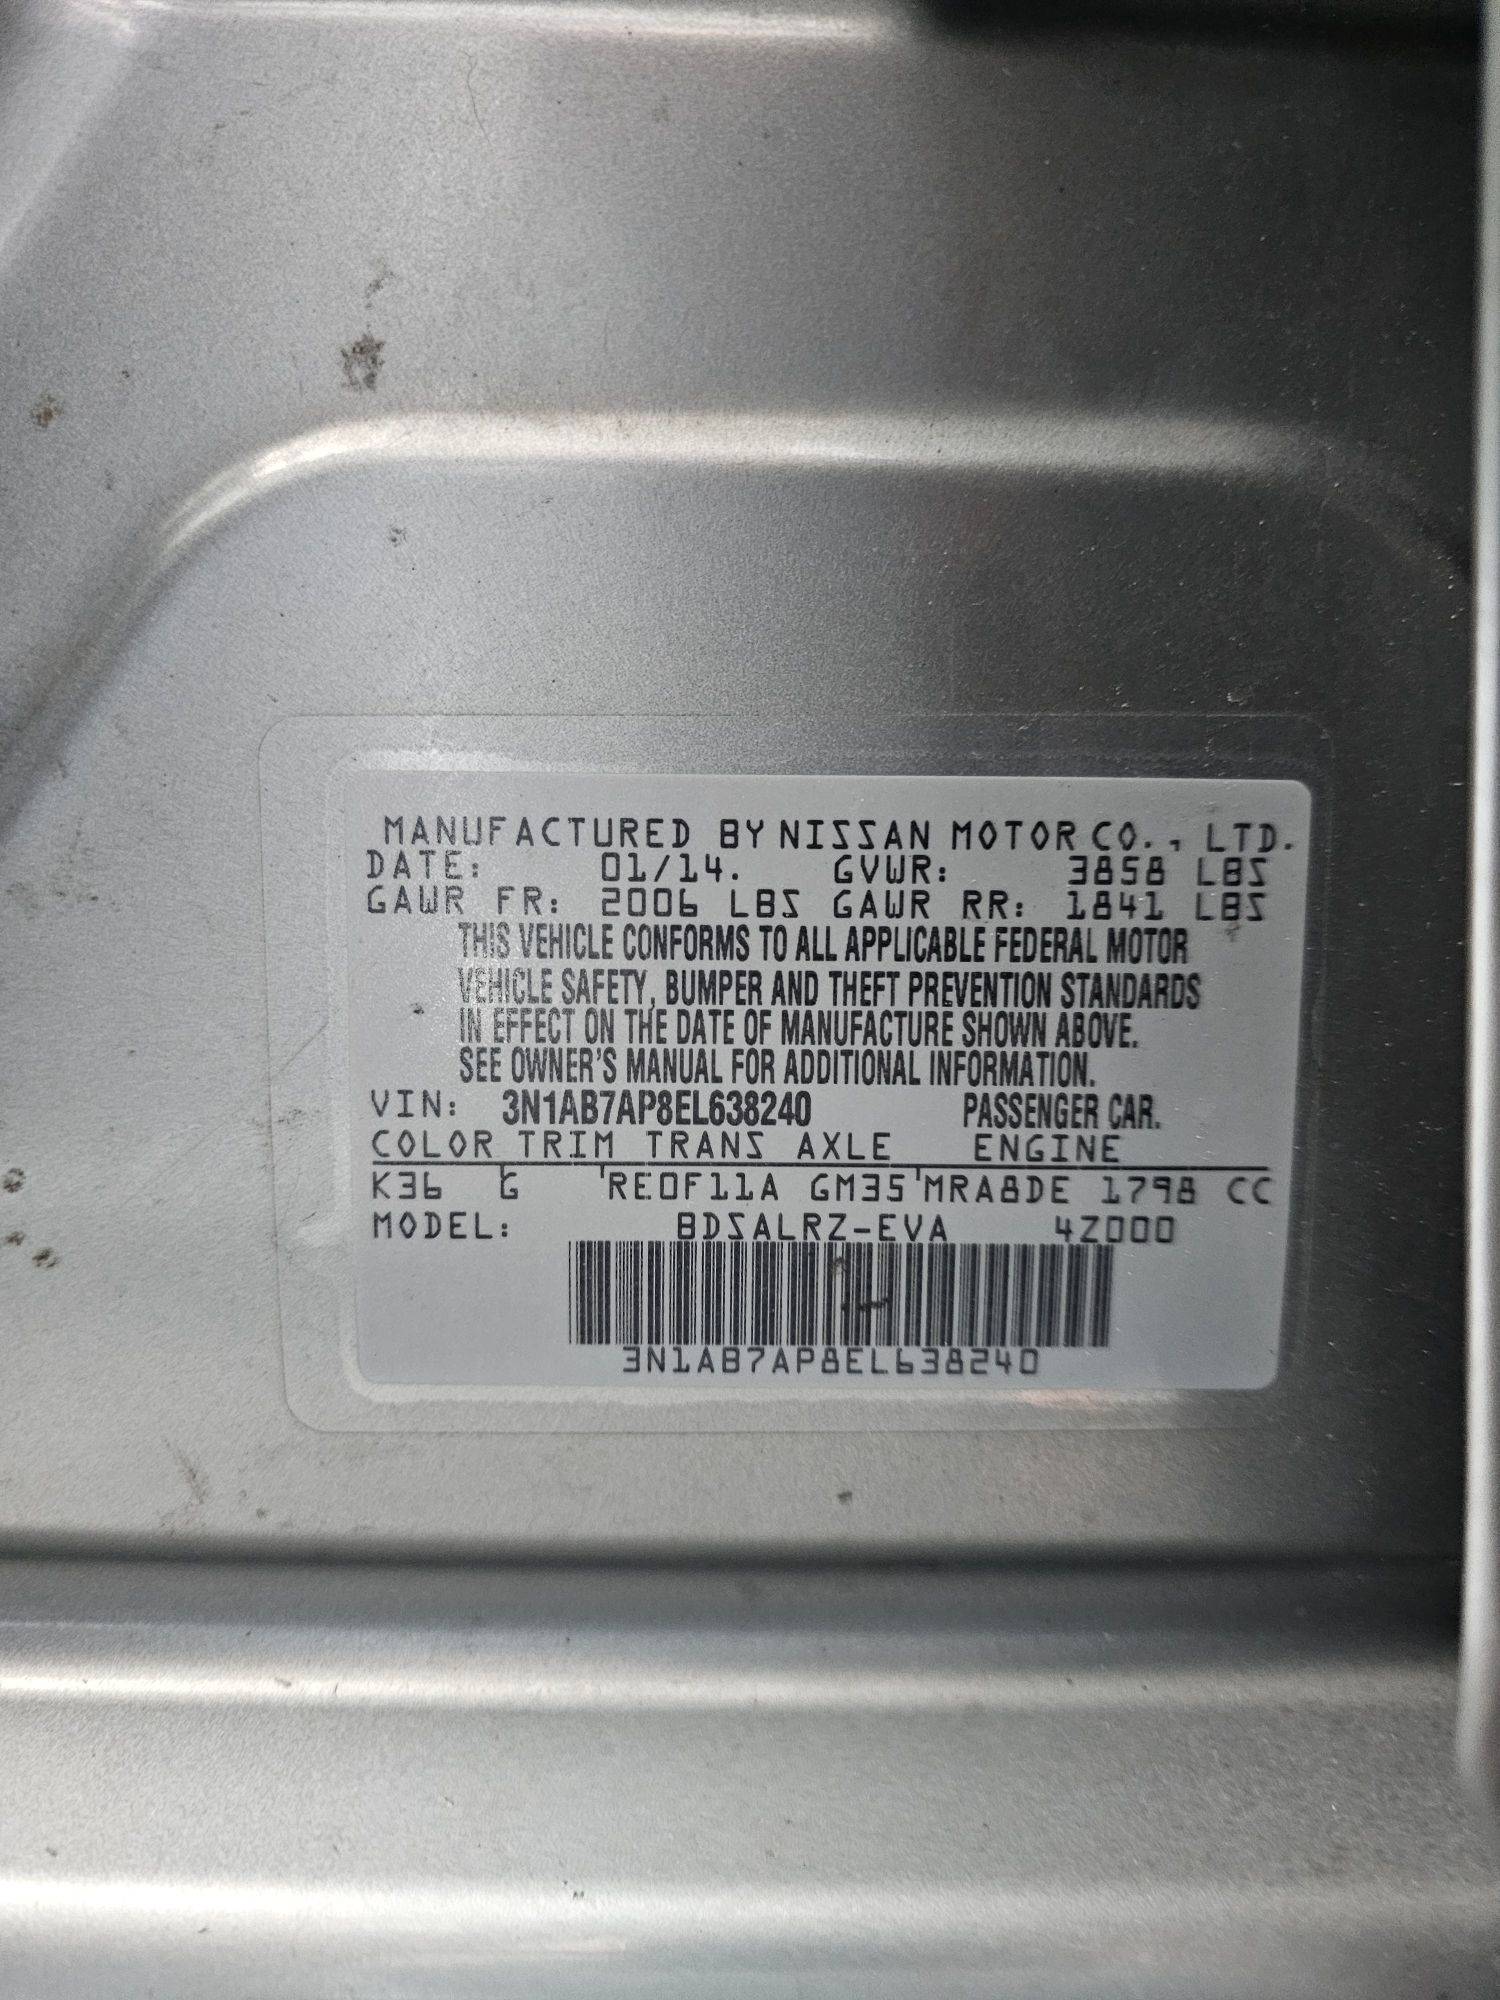 MANUFACTURED BY NISSAN MOTOR CO., LTD.
DATE: 01/14. GVWR: 3858 LBS
GAWR FR: 2006 LBS GAWR RR: 1841 LBS
THIS VEHICLE CONFORMS TO ALL APPLICABLE FEDERAL MOTOR
VEHICLE SAFETY, BUMPER AND THEFT PREVENTION STANDARDS
IN EFFECT ON THE DATE OF MANUFACTURE SHOWN ABOVE.
SEE OWNER'S MANUAL FOR ADDITIONAL INFORMATION.
VIN: 3N1AB7AP8EL638240 PASSENGER CAR.
COLOR TRIM TRANS AXLE ENGINE
K36 G RE0F11A GM35 MRA8DE 1798 CC
MODEL: BDSALRZ-EVA 4Z000
3N1AB7AP8EL638240